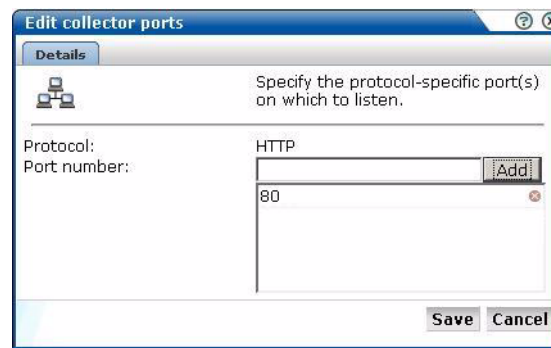 Edit collector ports
Details
Specify the protocol-specific port(s)
on which to listen.
Protocol: HTTP
Port number:
Add
80
Save Cancel